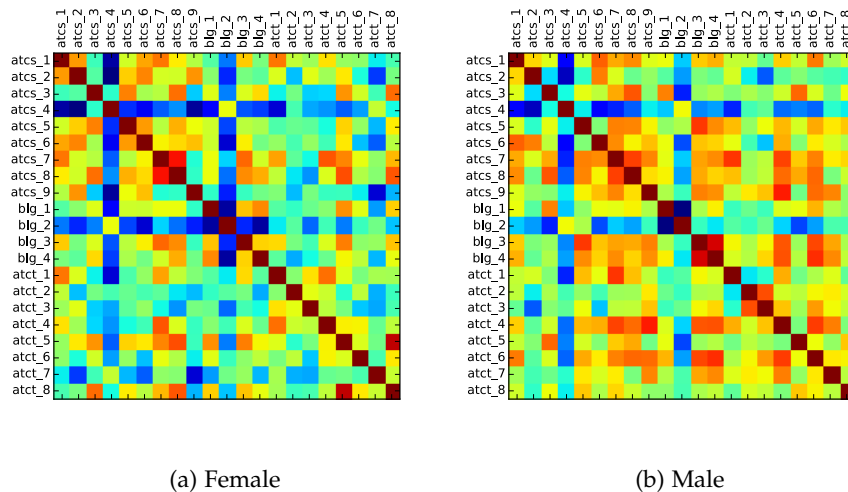 atcs_1 atcs_2 atcs_3 atcs_4 atcs_5 atcs_6 atcs_7 atcs_8 atcs_9 blg_1 blg_2 blg_3 blg_4 atct_1 atct_2 atct_3 atct_4 atct_5 atct_6 atct_7 atct_8
atcs_1
atcs_2
atcs_3
atcs_4
atcs_5
atcs_6
atcs_7
atcs_8
atcs_9
blg_1
blg_2
blg_3
blg_4
atct_1
atct_2
atct_3
atct_4
atct_5
atct_6
atct_7
atct_8
(a) Female
atcs_1 atcs_2 atcs_3 atcs_4 atcs_5 atcs_6 atcs_7 atcs_8 atcs_9 blg_1 blg_2 blg_3 blg_4 atct_1 atct_2 atct_3 atct_4 atct_5 atct_6 atct_7 atct_8
atcs_1
atcs_2
atcs_3
atcs_4
atcs_5
atcs_6
atcs_7
atcs_8
atcs_9
blg_1
blg_2
blg_3
blg_4
atct_1
atct_2
atct_3
atct_4
atct_5
atct_6
atct_7
atct_8
(b) Male